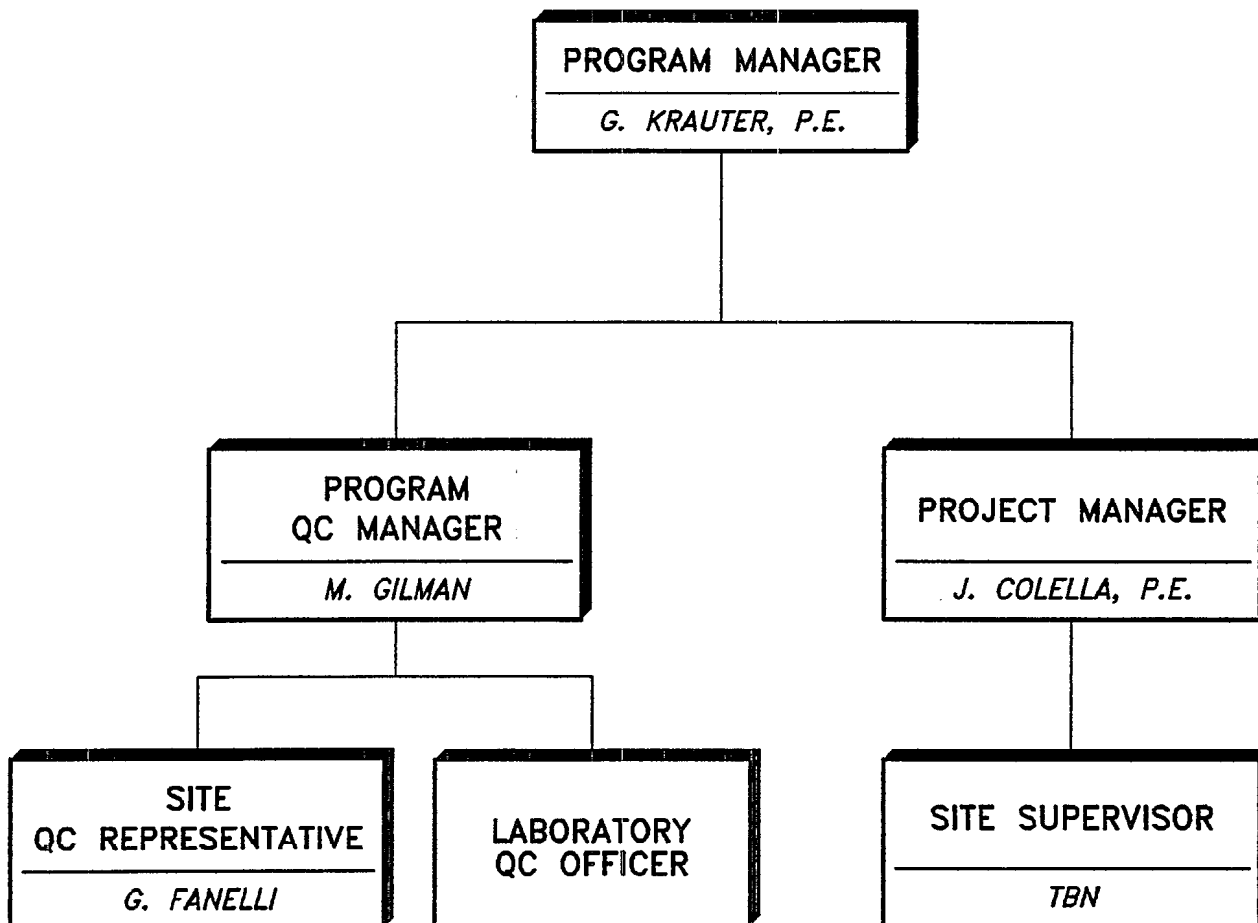 PROGRAM MANAGER
G. KRAUTER, P.E.
PROGRAM
QC MANAGER
M. GILMAN
PROJECT MANAGER
J. COLELLA, P.E.
SITE
QC REPRESENTATIVE
G. FANELLI
LABORATORY
QC OFFICER
SITE SUPERVISOR
TBN